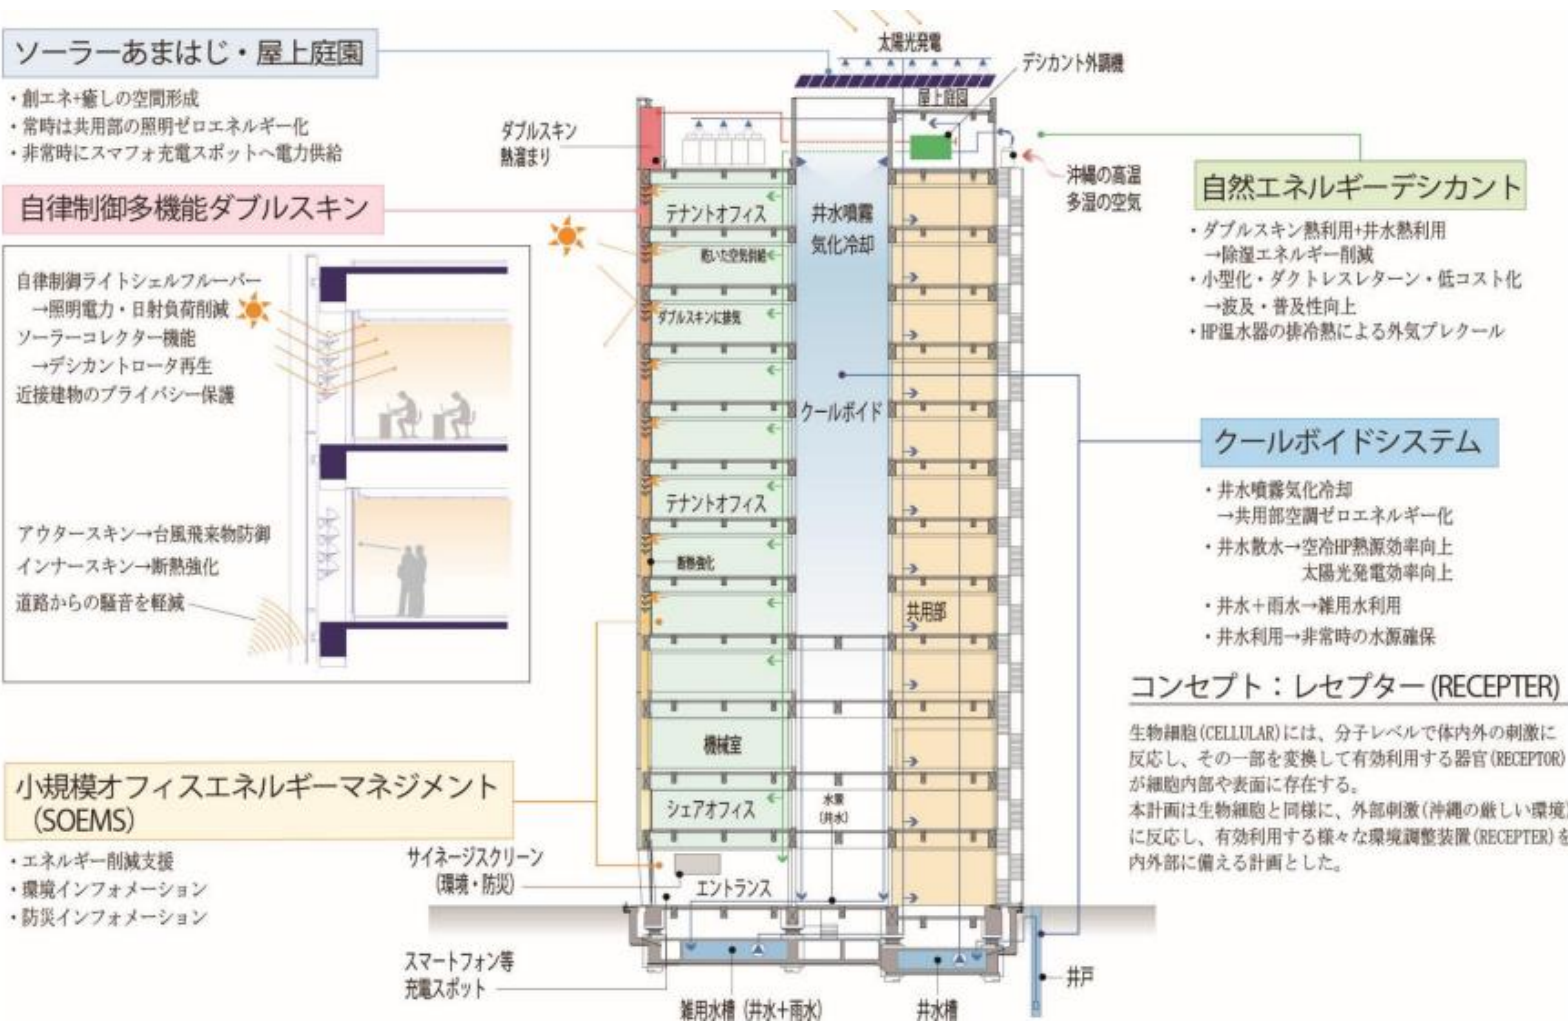 ソーラーあまはじ・屋上庭園
・創エネ+癒しの空間形成
・常時は共用部の照明ゼロエネルギー化
・非常時にスマフォ充電スポットへ電力供給
自律制御多機能ダブルスキン
自律制御ライトシェルフルーバー
→照明電力・日射負荷削減
ソーラーコレクター機能
→デシカントロータ再生
近接建物のプライバシー保護
アウタースキン→台風飛来物防御
インナースキン→断熱強化
道路からの騒音を軽減
小規模オフィスエネルギーマネジメント
（SOEMS）
・エネルギー削減支援
・環境インフォメーション
・防災インフォメーション
太陽光発電
デシカント外調機
屋上庭園
ダブルスキン
熱溜まり
沖縄の高温
多湿の空気
テナントオフィス
井水噴霧
気化冷却
乾いた空気供給
ダブルスキンに排気
クールボイド
テナントオフィス
断熱強化
共用部
機械室
シェアオフィス
水景
(井水)
サイネージスクリーン
(環境・防災)
エントランス
スマートフォン等
充電スポット
雑用水槽（井水＋雨水）
井水槽
井戸
自然エネルギーデシカント
・ダブルスキン熱利用+井水熱利用
→除湿エネルギー削減
・小型化・ダクトレスレターン・低コスト化
→波及・普及性向上
・HP温水器の排冷熱による外気プレクール
クールボイドシステム
・井水噴霧気化冷却
→共用部空調ゼロエネルギー化
・井水散水→空冷HP熱源効率向上
太陽光発電効率向上
・井水＋雨水→雑用水利用
・井水利用→非常時の水源確保
コンセプト：レセプター(RECEPTER)
生物細胞(CELLULAR)には、分子レベルで体内外の刺激に
反応し、その一部を変換して有効利用する器官(RECEPTOR)
が細胞内部や表面に存在する。
本計画は生物細胞と同様に、外部刺激(沖縄の厳しい環境)
に反応し、有効利用する様々な環境調整装置(RECEPTER)を
内外部に備える計画とした。